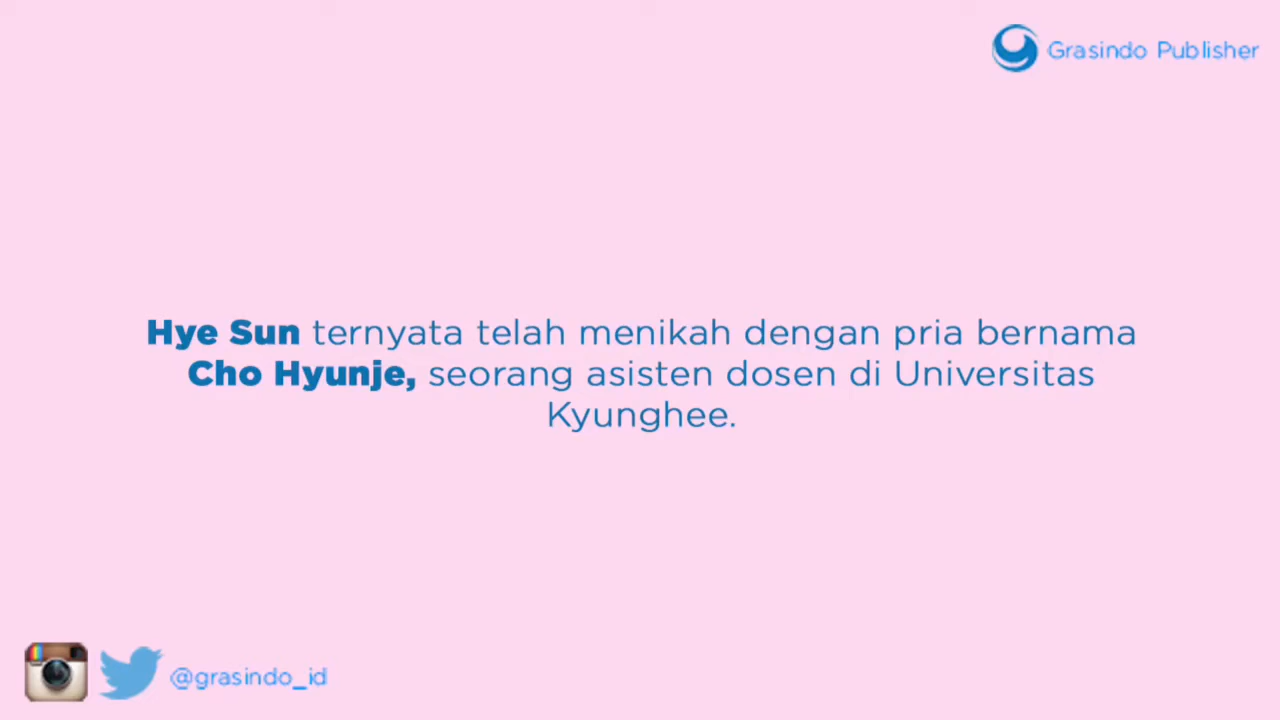 Grasindo Publisher
Hye Sun ternyata telah menikah dengan pria bernama
Cho Hyunje, seorang asisten dosen di Universitas
Kyunghee.
@grasindo_id